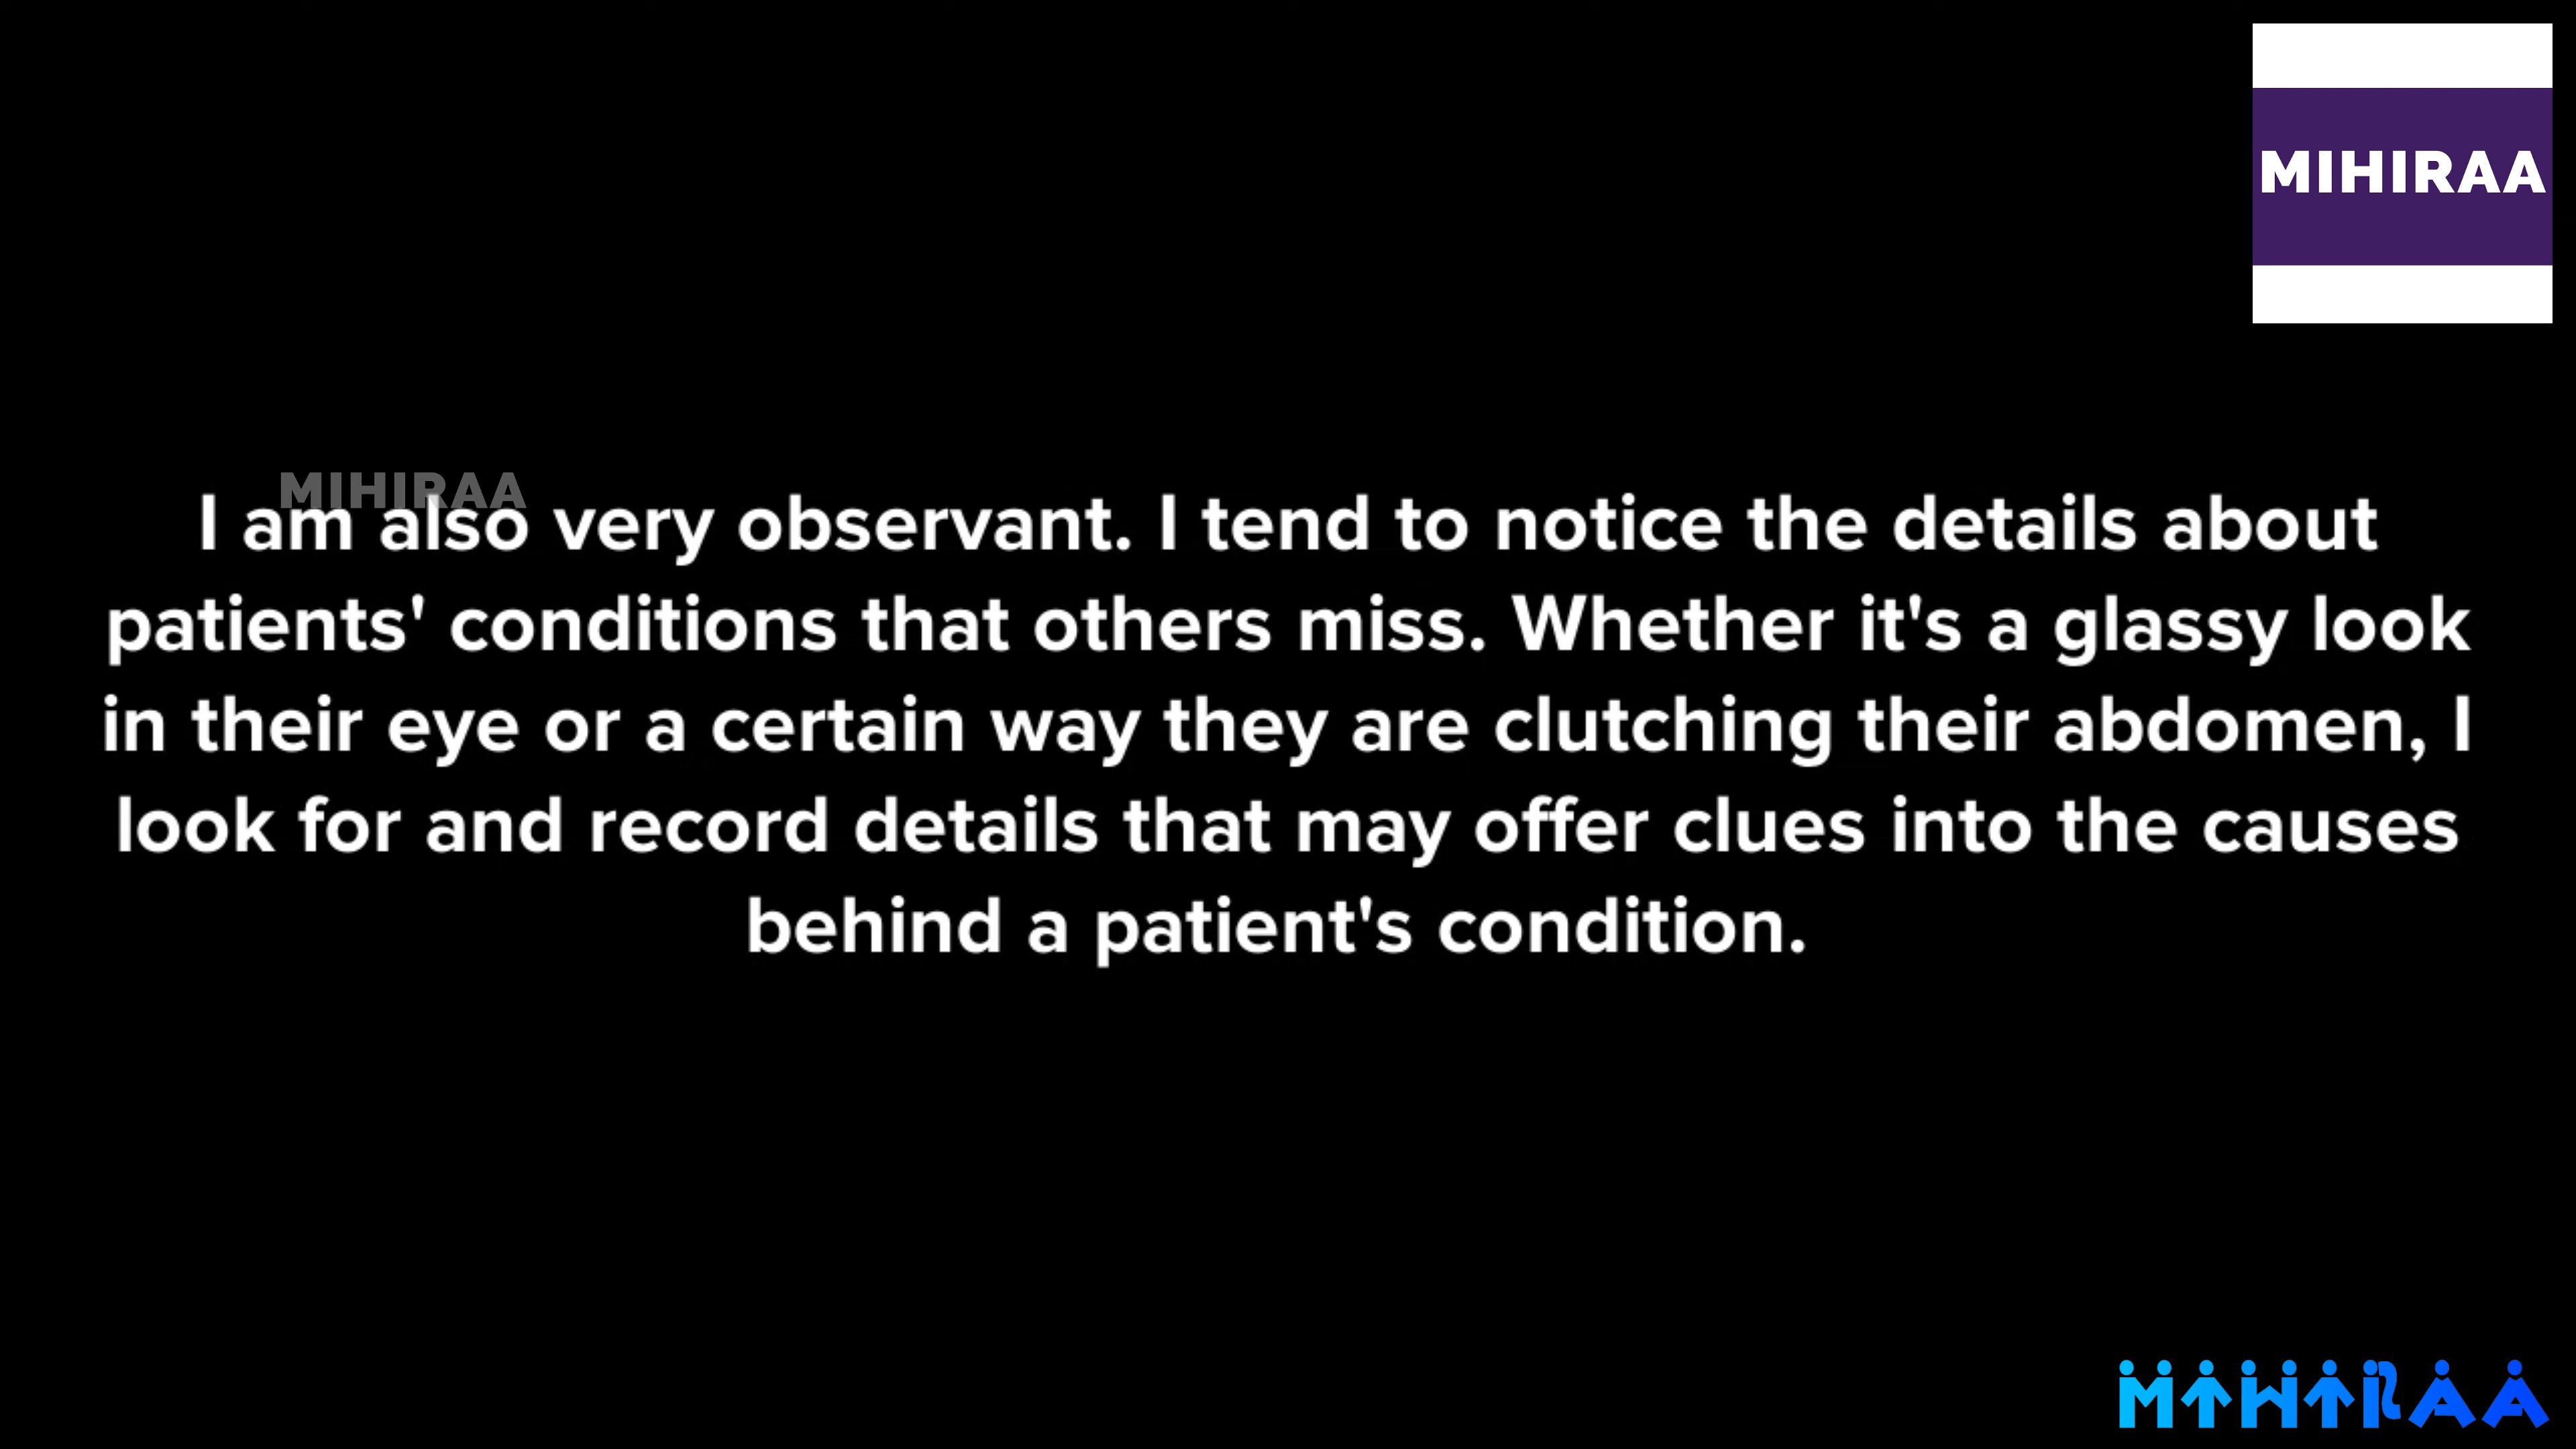 MIHIRAA
MIHIRAA
I am also very observant. I tend to notice the details about
patients' conditions that others miss. Whether it's a glassy look
in their eye or a certain way they are clutching their abdomen, I
look for and record details that may offer clues into the causes
behind a patient's condition.
MIHIRAA